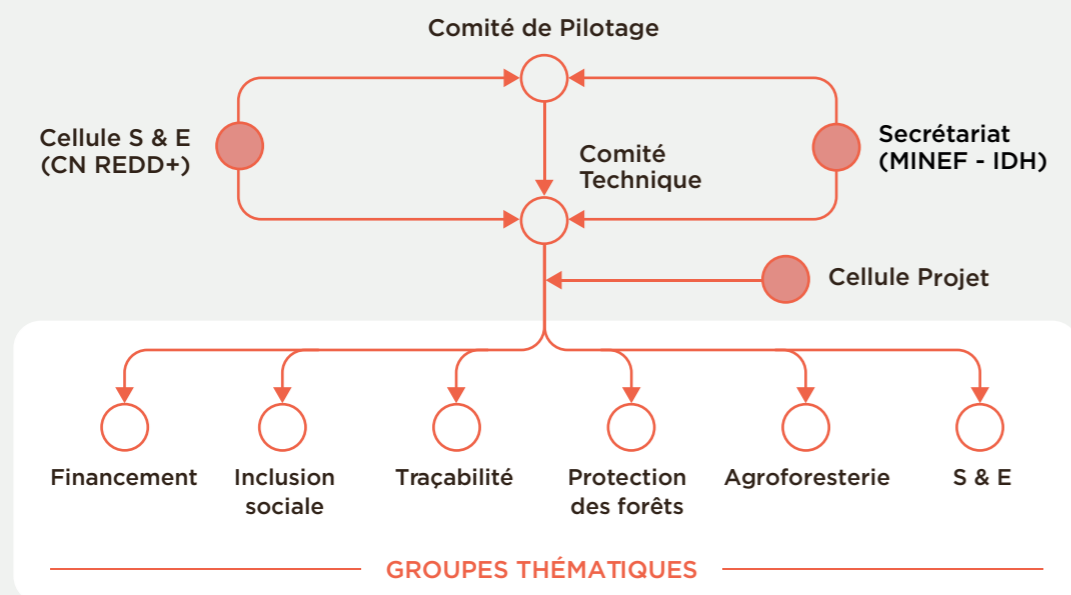 Comité de Pilotage
Cellule S & E
(CN REDD+)
Comité
Technique
Secrétariat
(MINEF - IDH)
Cellule Projet
Financement
Inclusion
sociale
Traçabilité
Protection
des forêts
Agroforesterie
S & E
GROUPES THÉMATIQUES